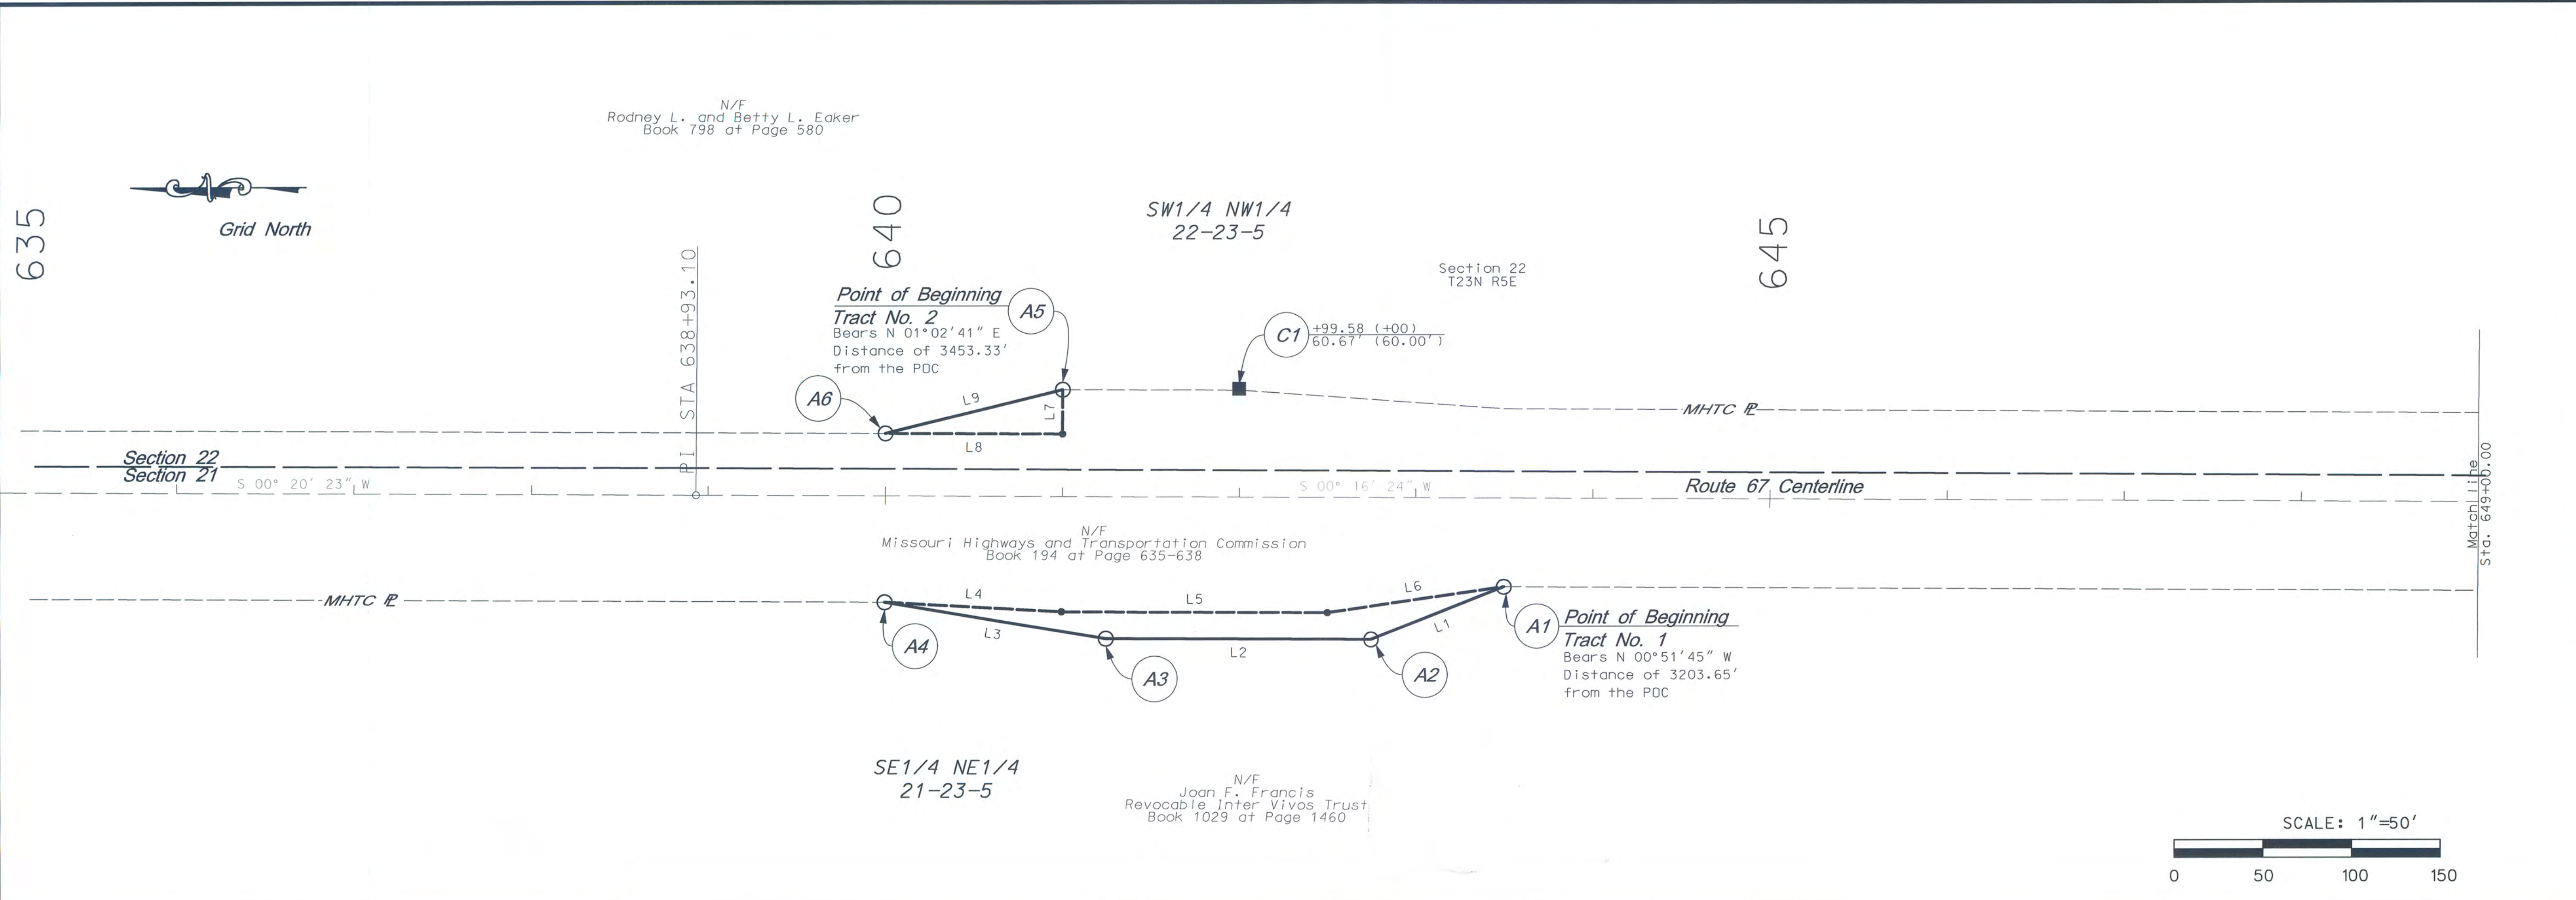 N/F
Rodney L. and Betty L. Eaker
Book 798 at Page 580
Grid North
635
640
645
SW1/4 NW1/4
22-23-5
Section 22
T23N R5E
PI STA 638+93.10
Point of Beginning
Tract No. 2
Bears N 01°02'41" E
Distance of 3453.33'
from the POC
A5
A6
C1
+99.58 (+00)
60.67' (60.00')
L9
L7
L8
MHTC PL
Section 22
Section 21
S 00° 20' 23" W
S 00° 16' 24" W
Route 67 Centerline
Match line
Sta. 649+00.00
N/F
Missouri Highways and Transportation Commission
Book 194 at Page 635-638
MHTC PL
L4
L5
L6
L3
L2
L1
A4
A3
A2
A1
Point of Beginning
Tract No. 1
Bears N 00°51'45" W
Distance of 3203.65'
from the POC
SE1/4 NE1/4
21-23-5
N/F
Joan F. Francis
Revocable Inter Vivos Trust
Book 1029 at Page 1460
SCALE: 1"=50'
0 50 100 150